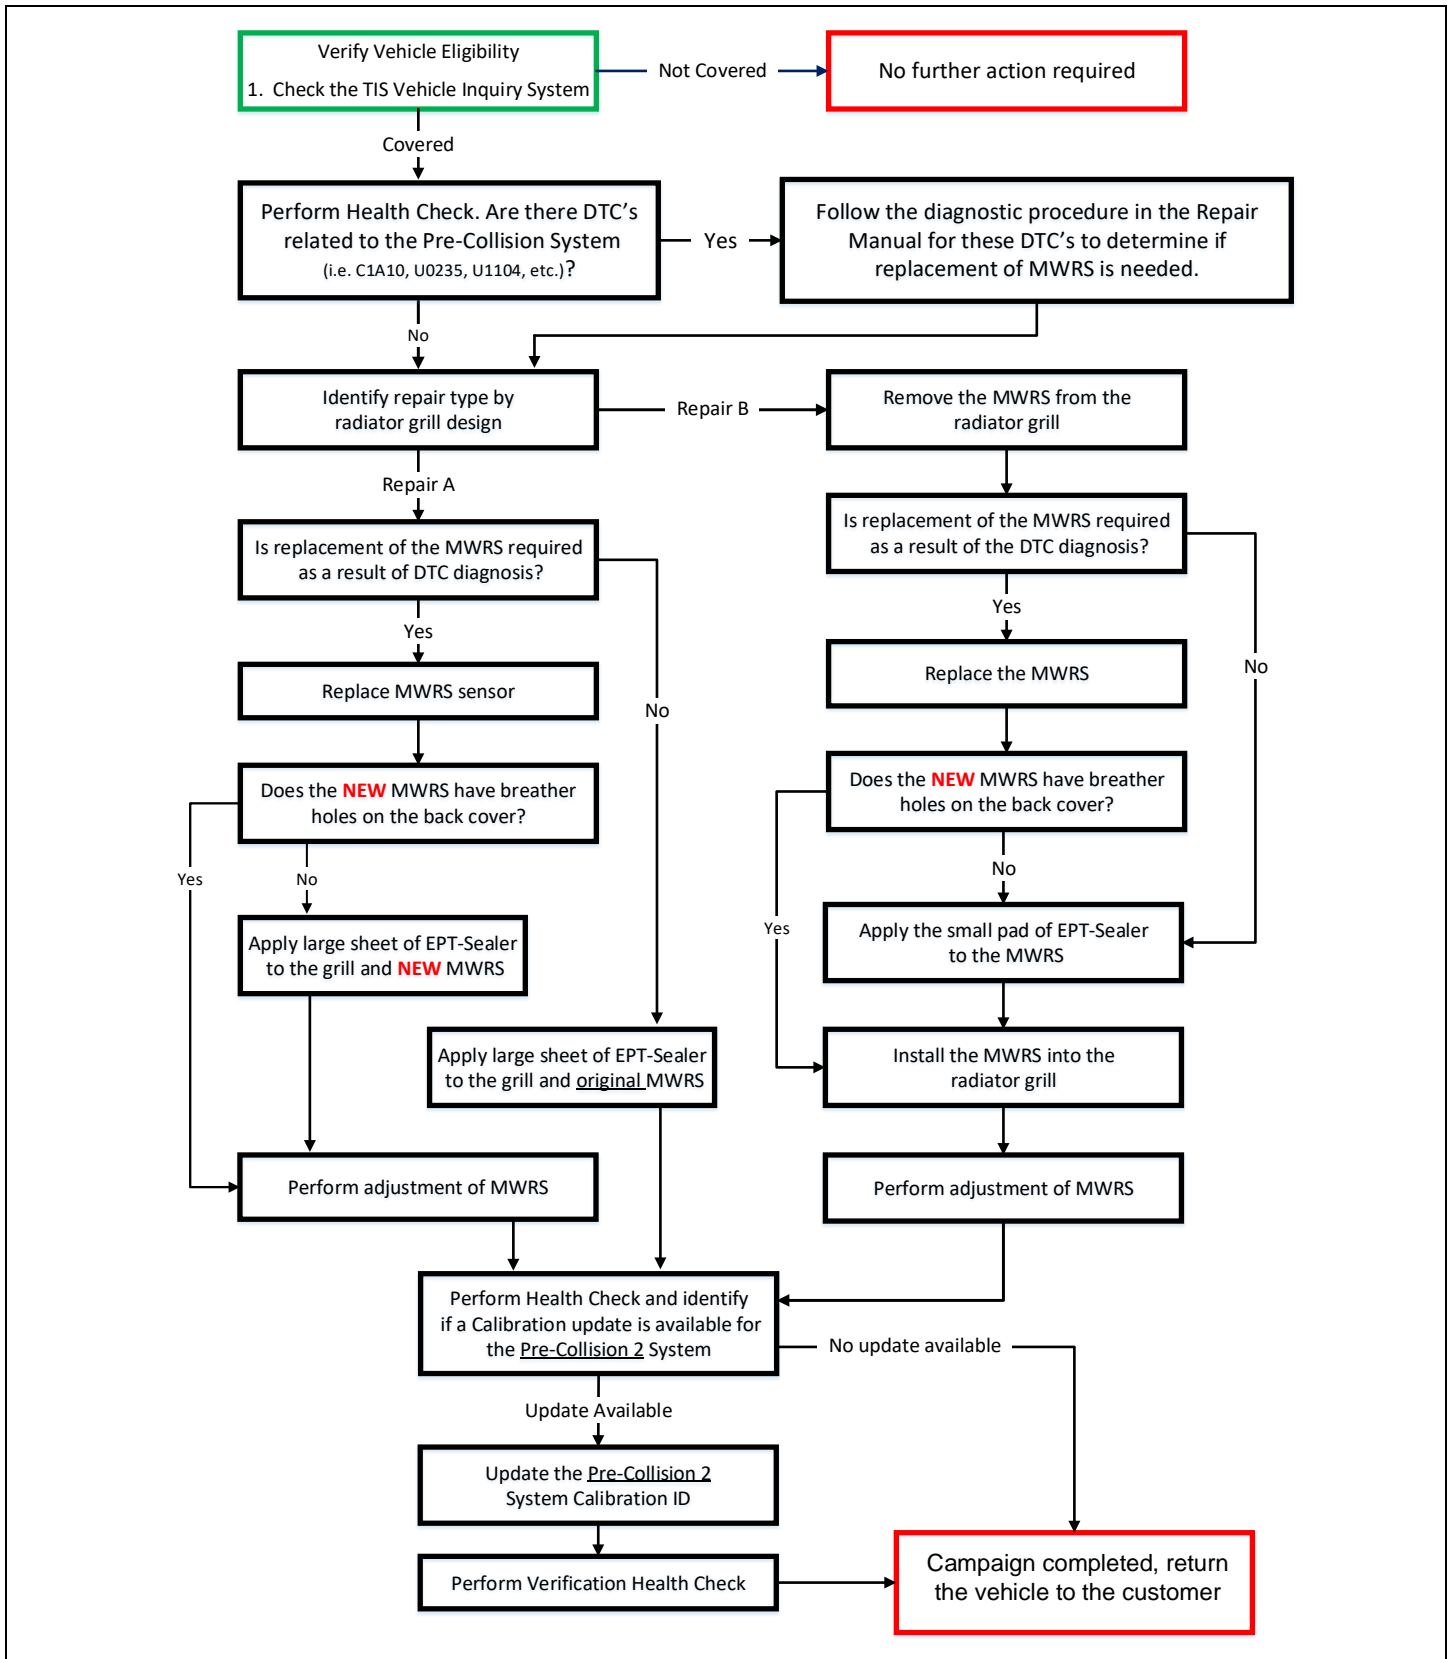 Verify Vehicle Eligibility
1. Check the TIS Vehicle Inquiry System
Not Covered
No further action required
Covered
Perform Health Check. Are there DTC's
related to the Pre-Collision System
(i.e. C1A10, U0235, U1104, etc.)?
Yes
Follow the diagnostic procedure in the Repair
Manual for these DTC's to determine if
replacement of MWRS is needed.
No
Identify repair type by
radiator grill design
Repair B
Remove the MWRS from the
radiator grill
Repair A
Is replacement of the MWRS required
as a result of DTC diagnosis?
Is replacement of the MWRS required
as a result of the DTC diagnosis?
Yes
Yes
No
Replace MWRS sensor
No
Replace the MWRS
Does the NEW MWRS have breather
holes on the back cover?
Does the NEW MWRS have breather
holes on the back cover?
Yes
No
No
Yes
Apply large sheet of EPT-Sealer
to the grill and NEW MWRS
Apply the small pad of EPT-Sealer
to the MWRS
Apply large sheet of EPT-Sealer
to the grill and original MWRS
Install the MWRS into the
radiator grill
Perform adjustment of MWRS
Perform adjustment of MWRS
Perform Health Check and identify
if a Calibration update is available for
the Pre-Collision 2 System
No update available
Update Available
Update the Pre-Collision 2
System Calibration ID
Perform Verification Health Check
Campaign completed, return
the vehicle to the customer